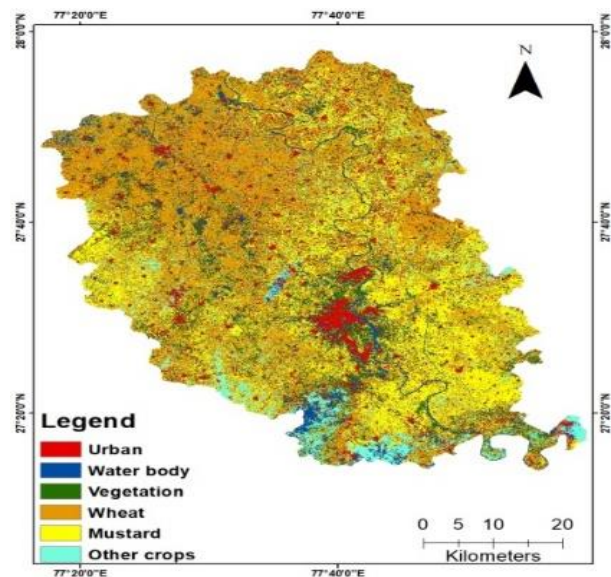 77°20'0"E 77°40'0"E
28°0'0"N 28°0'0"N
N
27°40'0"N 27°40'0"N
27°20'0"N 27°20'0"N
Legend
Urban
Water body
Vegetation
Wheat
Mustard
Other crops
0 5 10 20
Kilometers
77°20'0"E 77°40'0"E